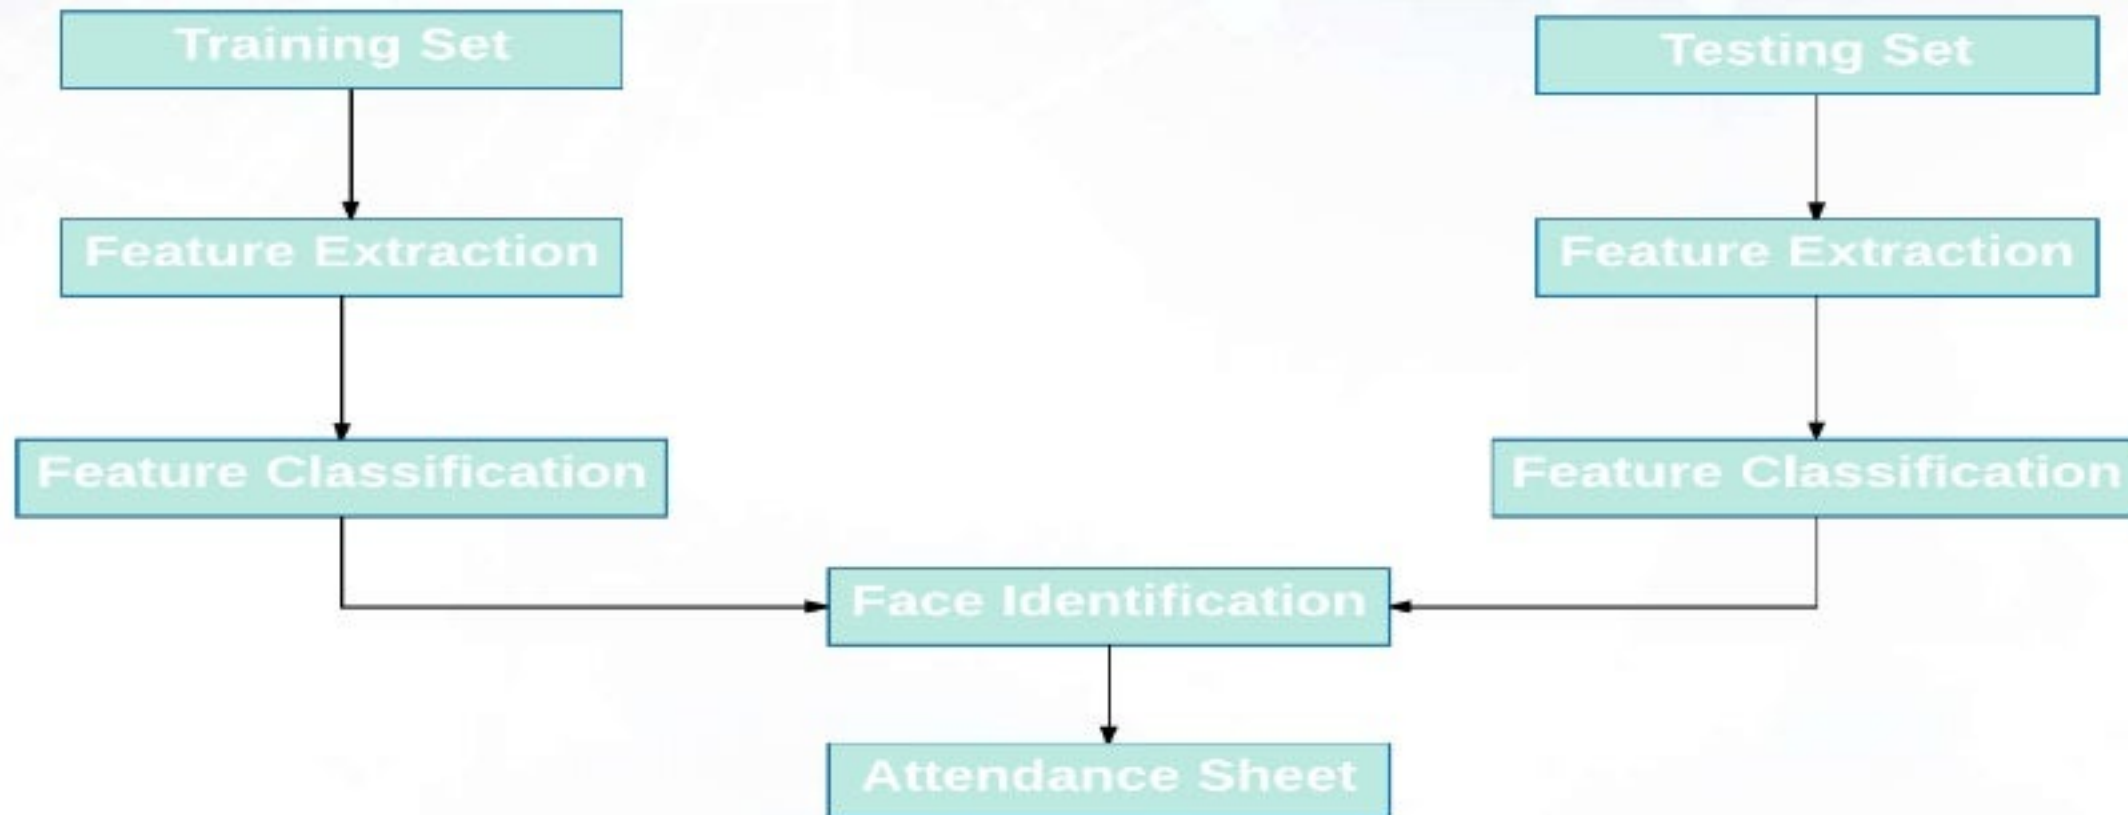 Training Set
Testing Set
Feature Extraction
Feature Extraction
Feature Classification
Feature Classification
Face Identification
Attendance Sheet